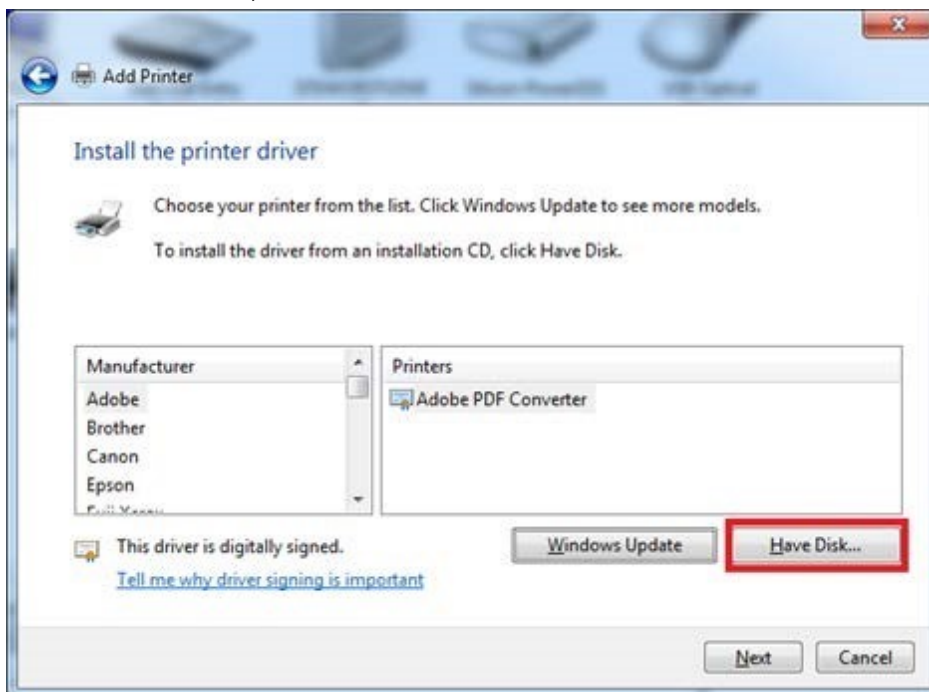 Add Printer
Install the printer driver
Choose your printer from the list. Click Windows Update to see more models.
To install the driver from an installation CD, click Have Disk.
Manufacturer
Printers
Adobe
Adobe PDF Converter
Brother
Canon
Epson
Fuji Xerox
This driver is digitally signed.
Windows Update
Have Disk...
Tell me why driver signing is important
Next
Cancel